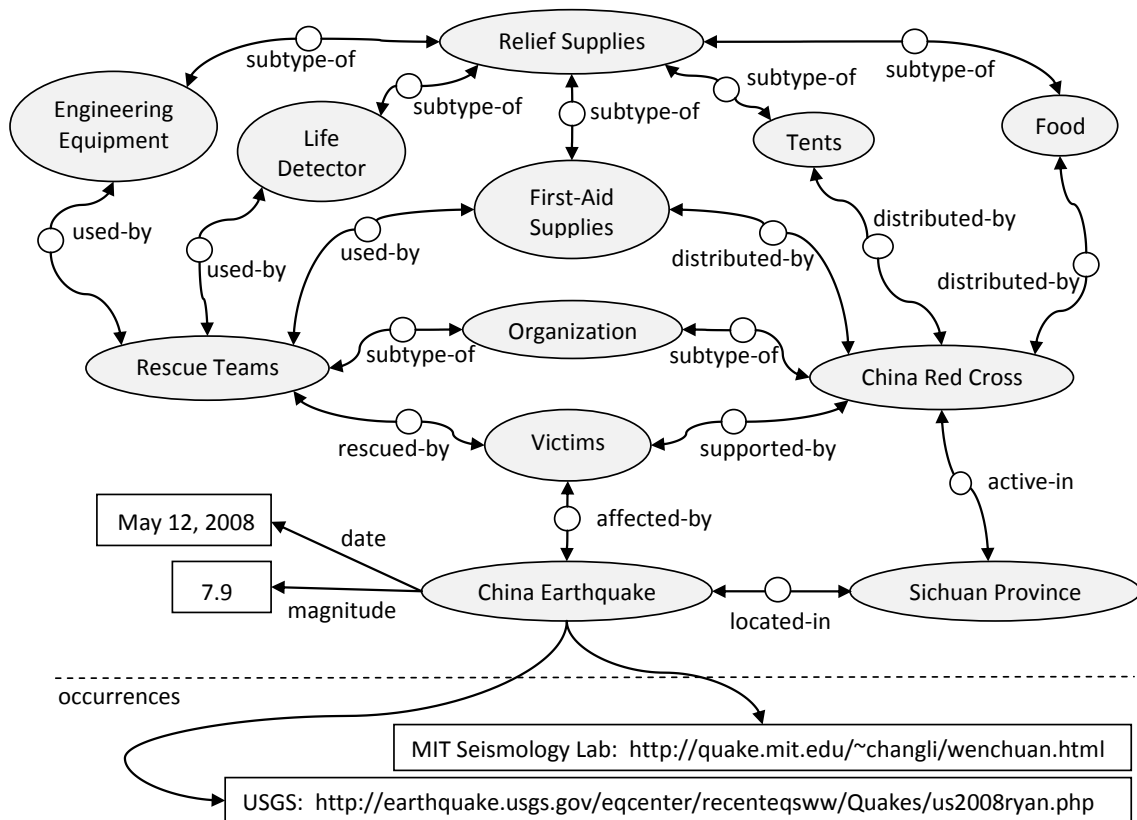 Relief Supplies
subtype-of
subtype-of
subtype-of
subtype-of
subtype-of
Engineering
Equipment
Life
Detector
Tents
Food
First-Aid
Supplies
used-by
used-by
used-by
distributed-by
distributed-by
distributed-by
Organization
subtype-of
subtype-of
Rescue Teams
China Red Cross
rescued-by
Victims
supported-by
active-in
affected-by
May 12, 2008
date
7.9
magnitude
China Earthquake
located-in
Sichuan Province
occurrences
MIT Seismology Lab: http://quake.mit.edu/~changli/wenchuan.html
USGS: http://earthquake.usgs.gov/eqcenter/recenteqsww/Quakes/us2008ryan.php